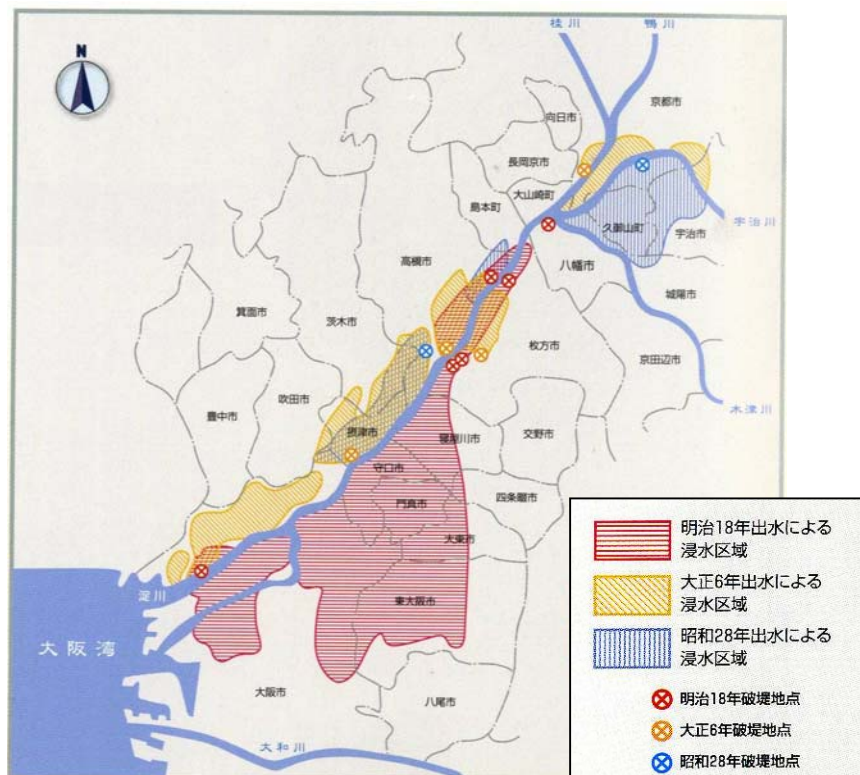 N
桂川
鴨川
京都市
向日市
長岡京市
大山崎町
島本町
久御山町
宇治市
宇治川
高槻市
八幡市
城陽市
箕面市
茨木市
枚方市
京田辺市
木津川
吹田市
豊中市
摂津市
寝屋川市
交野市
守口市
門真市
四条畷市
大東市
淀川
東大阪市
大阪湾
大阪市
八尾市
大和川
明治18年出水による
浸水区域
大正6年出水による
浸水区域
昭和28年出水による
浸水区域
明治18年破堤地点
大正6年破堤地点
昭和28年破堤地点